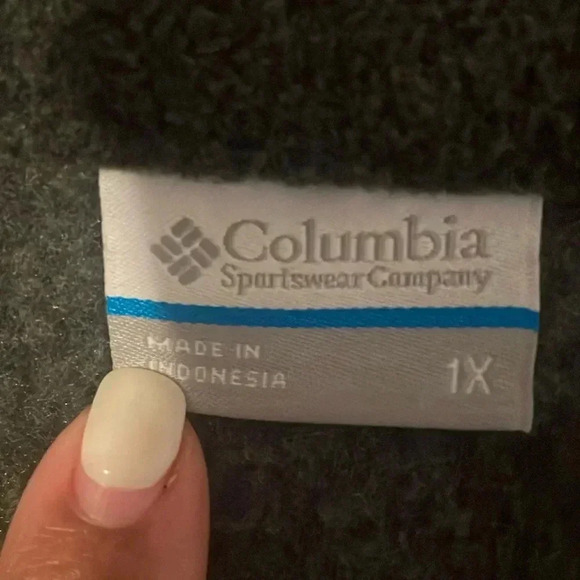 Columbia
Sportswear Company
MADE IN
INDONESIA
1X